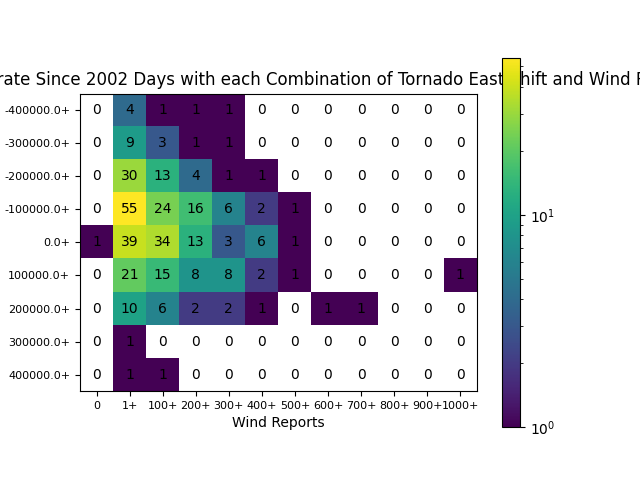 rate Since 2002 Days with each Combination of Tornado East Shift and Wind R
-400000.0+ 0 4 1 1 1 0 0 0 0 0 0 0
-300000.0+ 0 9 3 1 1 0 0 0 0 0 0 0
-200000.0+ 0 30 13 4 1 1 0 0 0 0 0 0
-100000.0+ 0 55 24 16 6 2 1 0 0 0 0 0
0.0+ 1 39 34 13 3 6 1 0 0 0 0 0
100000.0+ 0 21 15 8 8 2 1 0 0 0 0 1
200000.0+ 0 10 6 2 2 1 0 1 1 0 0 0
300000.0+ 0 1 0 0 0 0 0 0 0 0 0 0
400000.0+ 0 1 1 0 0 0 0 0 0 0 0 0
0 1+ 100+ 200+ 300+ 400+ 500+ 600+ 700+ 800+ 900+ 1000+
Wind Reports
10¹
10⁰